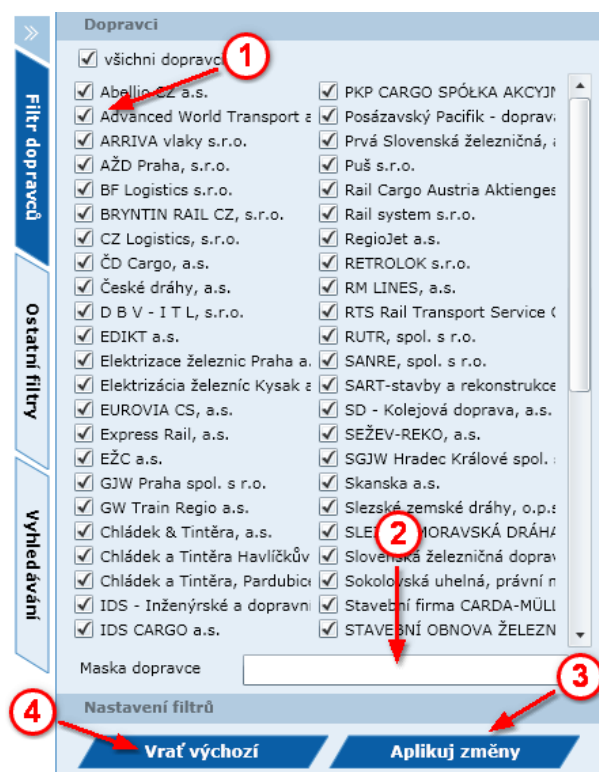 »
Filtr dopravců
Ostatní filtry
Vyhledávání
Dopravci
všichni dopravc
1
Abellio CZ a.s.
Advanced World Transport a
ARRIVA vlaky s.r.o.
AŽD Praha, s.r.o.
BF Logistics s.r.o.
BRYNTIN RAIL CZ, s.r.o.
CZ Logistics, s.r.o.
ČD Cargo, a.s.
České dráhy, a.s.
D B V - I T L, s.r.o.
EDIKT a.s.
Elektrizace železnic Praha a.
Elektrizácia železníc Kysak a
EUROVIA CS, a.s.
Express Rail, a.s.
EŽC a.s.
GJW Praha spol. s r.o.
GW Train Regio a.s.
Chládek & Tintěra, a.s.
Chládek a Tintěra Havlíčkův
Chládek a Tintěra, Pardubice
IDS - Inženýrské a dopravní
IDS CARGO a.s.
PKP CARGO SPÓŁKA AKCYJN
Posázavský Pacifik - doprava
Prvá Slovenská železničná, a
Puš s.r.o.
Rail Cargo Austria Aktienges
Rail system s.r.o.
RegioJet a.s.
RETROLOK s.r.o.
RM LINES, a.s.
RTS Rail Transport Service G
RUTR, spol. s r.o.
SANRE, spol. s r.o.
SART-stavby a rekonstrukce
SD - Kolejová doprava, a.s.
SEŽEV-REKO, a.s.
SGJW Hradec Králové spol. s
Skanska a.s.
Slezské zemské dráhy, o.p.s
SLEZ MORAVSKÁ DRÁHA
Slovenská železničná doprav
Sokolovská uhelná, právní n
Stavební firma CARDA-MÜLL
STAVEBNÍ OBNOVA ŽELEZN
2
Maska dopravce
3
Nastavení filtrů
4
Vrať výchozí
Aplikuj změny